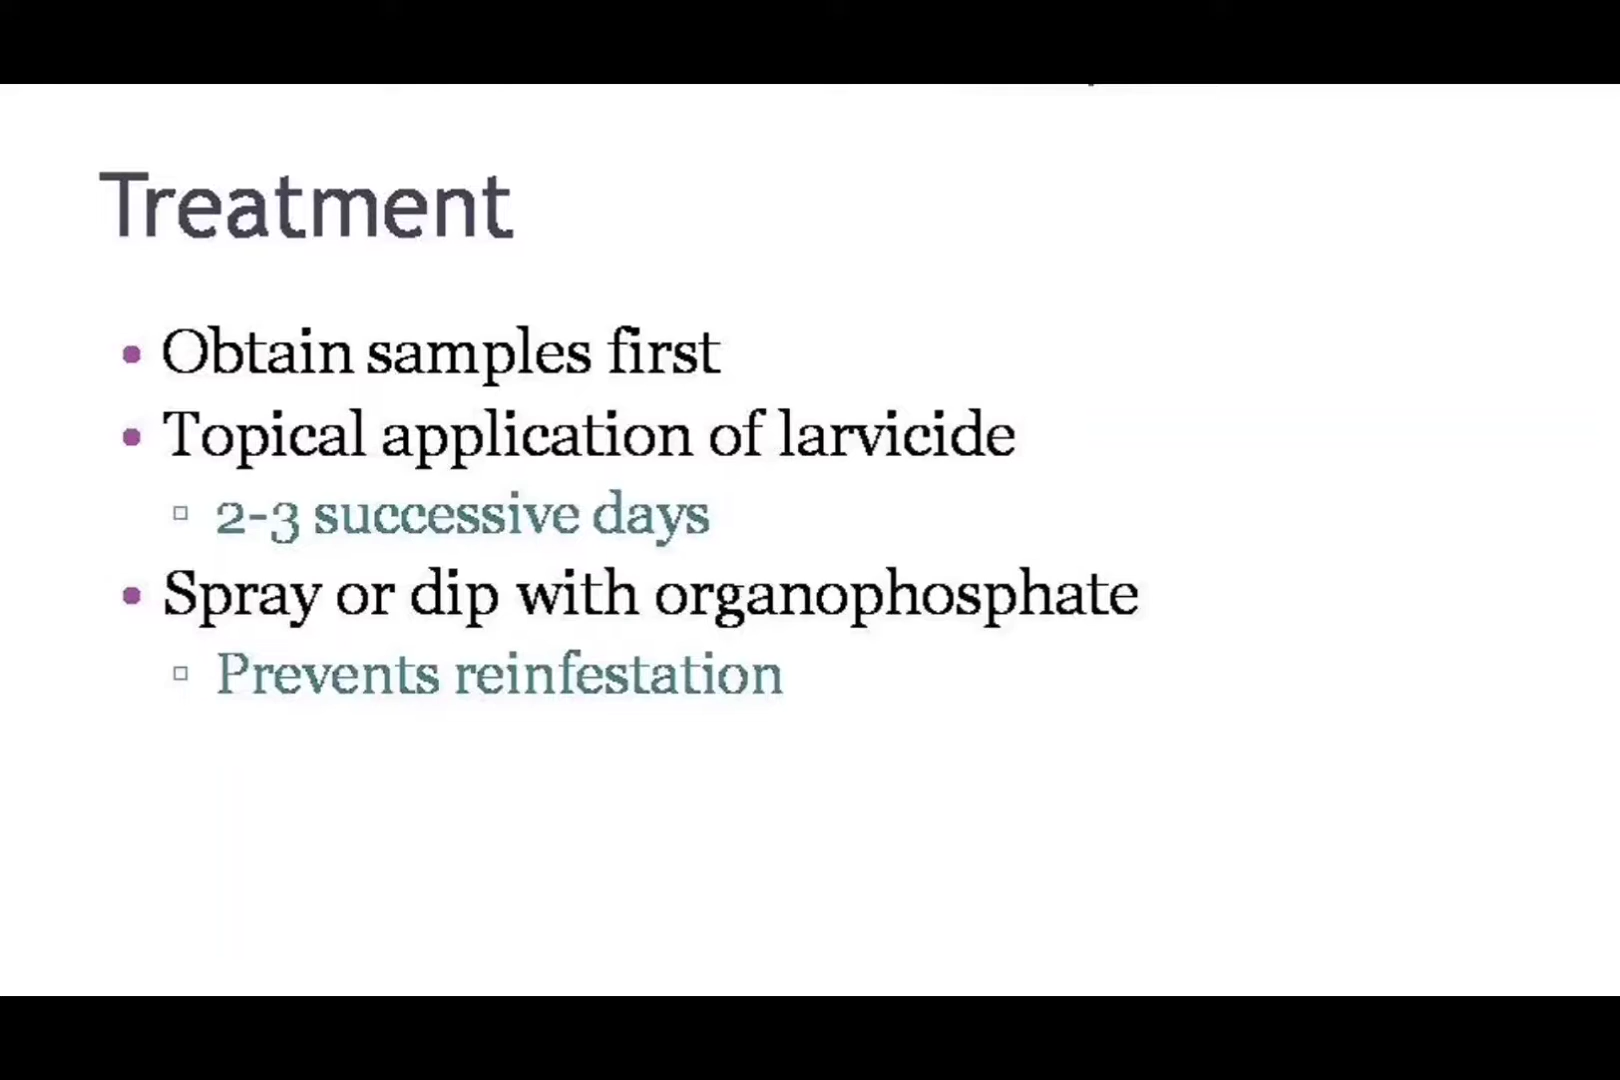 Treatment
• Obtain samples first
• Topical application of larvicide
▫ 2-3 successive days
• Spray or dip with organophosphate
▫ Prevents reinfestation